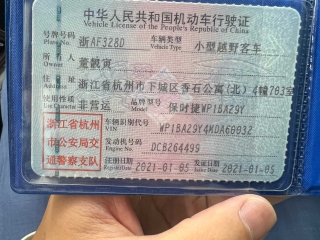 中华人民共和国机动车行驶证
Vehicle License of the People's Republic of China
号牌号码 浙AF328D 车辆类型 小型越野客车
Plate No. Vehicle Type
所有人 董毓寅
Owner
住址 浙江省杭州市下城区香石公寓(北)4幢703室
Address
使用性质 非营运 品牌型号 保时捷WP1BAZ9Y
Use Character Model
浙江省杭州市公安局交通警察支队
车辆识别代号 WP1BAZ9Y4MDA6003Z
VIN
发动机号码 DCB264499
Engine No.
注册日期 2021-01-05 发证日期 2021-01-05
Register Date Issue Date